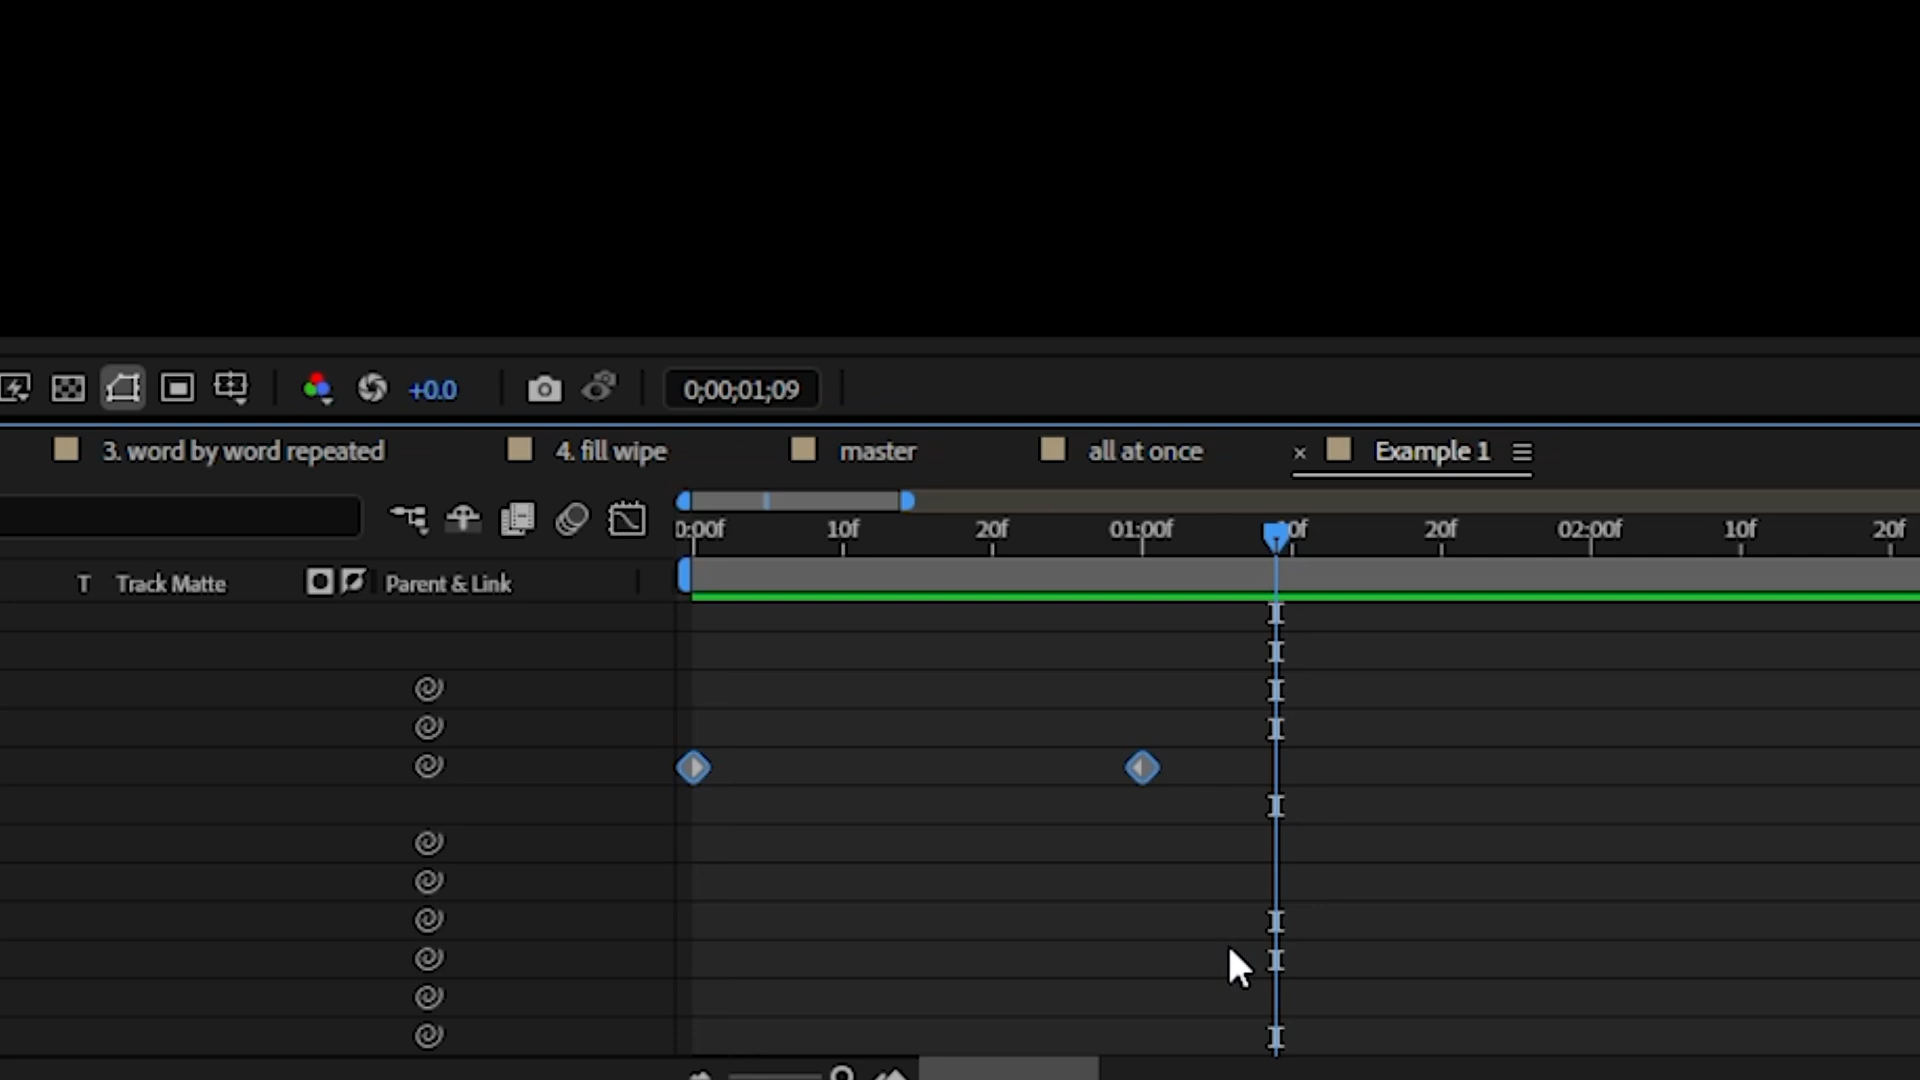 +0.0 0;00;01;09
3. word by word repeated 4. fill wipe master all at once × Example 1
0:00f 10f 20f 01:00f 20f 02:00f 10f 20f
T Track Matte Parent & Link